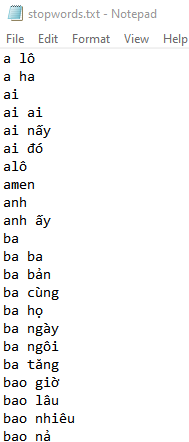 stopwords.txt - Notepad
File Edit Format View Help
a lô
a ha
ai
ai ai
ai nấy
ai đó
alô
amen
anh
anh ấy
ba
ba ba
ba bản
ba cùng
ba họ
ba ngày
ba ngôi
ba tăng
bao giờ
bao lâu
bao nhiêu
bao nả